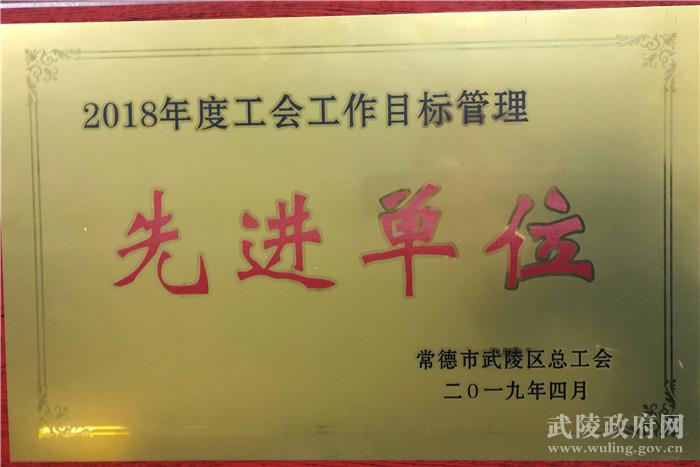 2018年度工会工作目标管理
先进单位
常德市武陵区总工会
二0一九年四月
武陵政府网
www.wuling.gov.cn